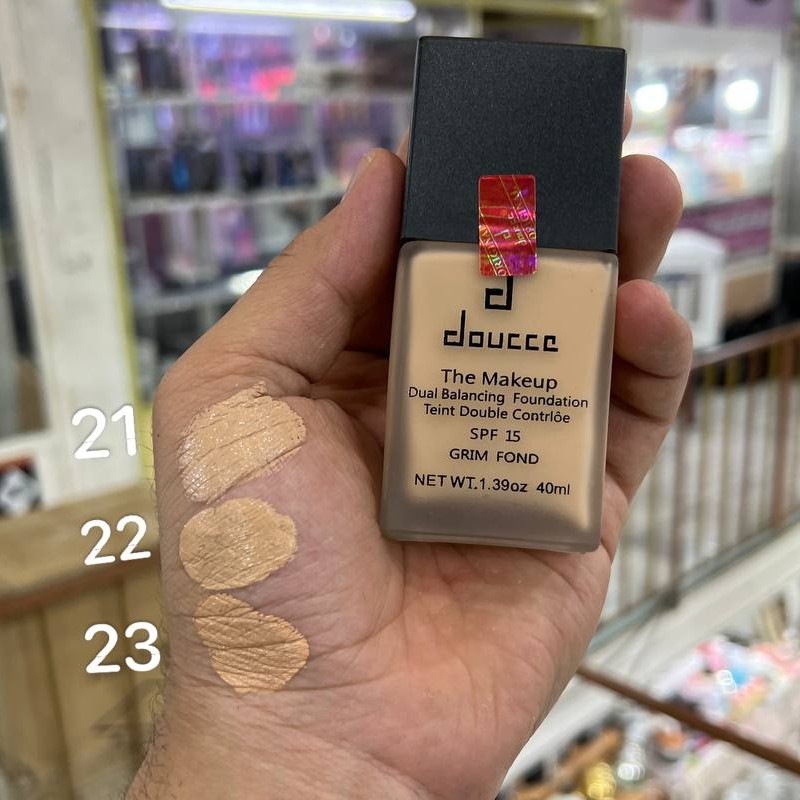 doucce
The Makeup
Dual Balancing Foundation
Teint Double Contrlôe
SPF 15
GRIM FOND
NET WT.1.39oz 40ml
21
22
23